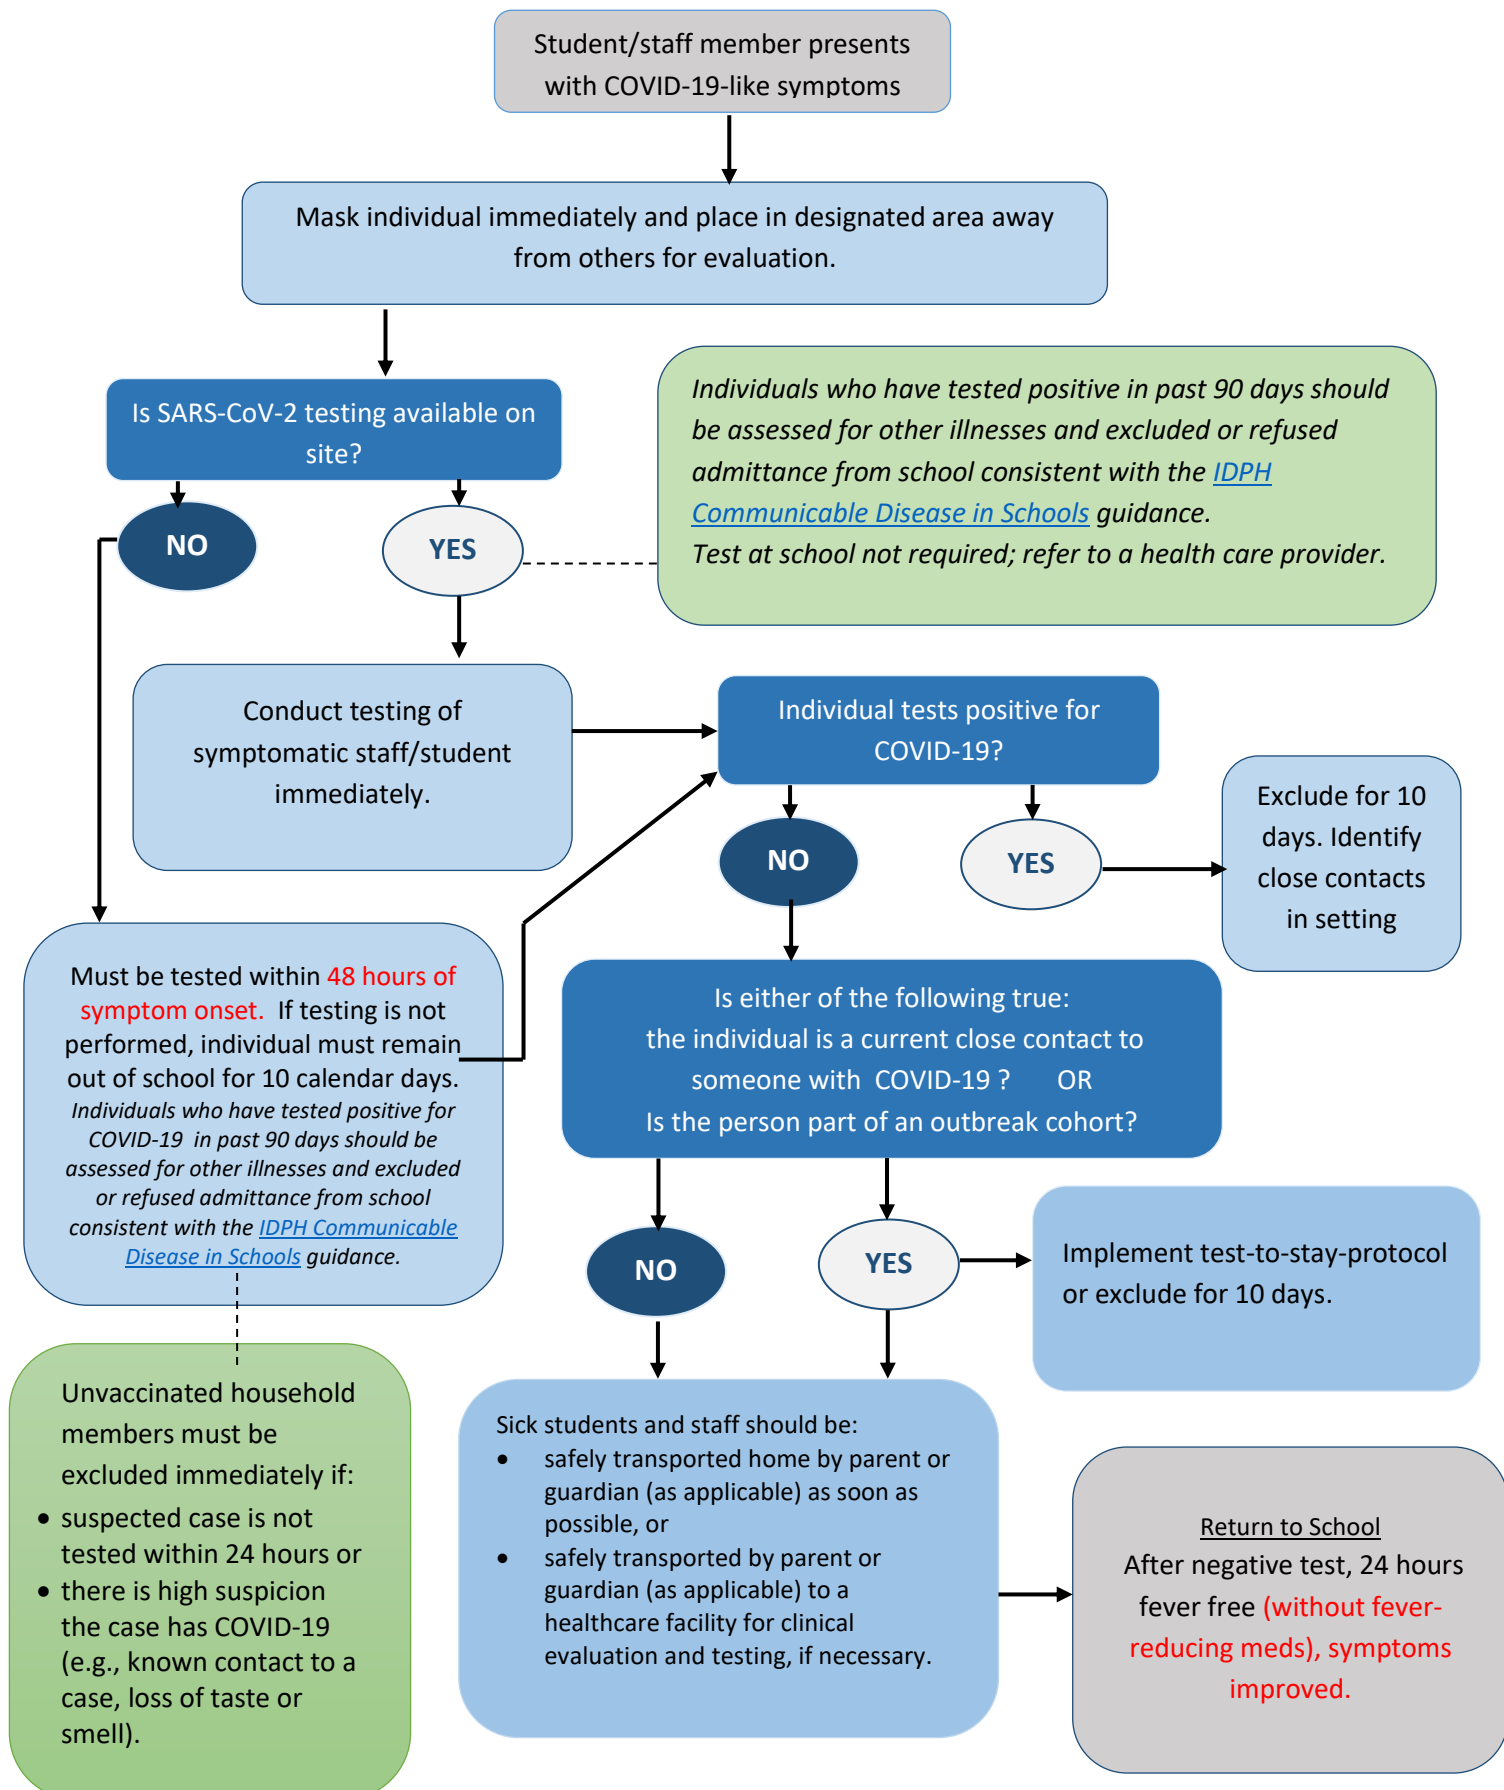 Student/staff member presents
with COVID-19-like symptoms
Mask individual immediately and place in designated area away
from others for evaluation.
Is SARS-CoV-2 testing available on
site?
Individuals who have tested positive in past 90 days should
be assessed for other illnesses and excluded or refused
admittance from school consistent with the IDPH
Communicable Disease in Schools guidance.
Test at school not required; refer to a health care provider.
NO
YES
Conduct testing of
symptomatic staff/student
immediately.
Individual tests positive for
COVID-19?
NO
YES
Exclude for 10
days. Identify
close contacts
in setting
Must be tested within 48 hours of
symptom onset. If testing is not
performed, individual must remain
out of school for 10 calendar days.
Individuals who have tested positive for
COVID-19 in past 90 days should be
assessed for other illnesses and excluded
or refused admittance from school
consistent with the IDPH Communicable
Disease in Schools guidance.
Is either of the following true:
the individual is a current close contact to
someone with COVID-19 ? OR
Is the person part of an outbreak cohort?
NO
YES
Implement test-to-stay-protocol
or exclude for 10 days.
Unvaccinated household
members must be
excluded immediately if:
• suspected case is not
tested within 24 hours or
• there is high suspicion
the case has COVID-19
(e.g., known contact to a
case, loss of taste or
smell).
Sick students and staff should be:
• safely transported home by parent or
guardian (as applicable) as soon as
possible, or
• safely transported by parent or
guardian (as applicable) to a
healthcare facility for clinical
evaluation and testing, if necessary.
Return to School
After negative test, 24 hours
fever free (without fever-
reducing meds), symptoms
improved.